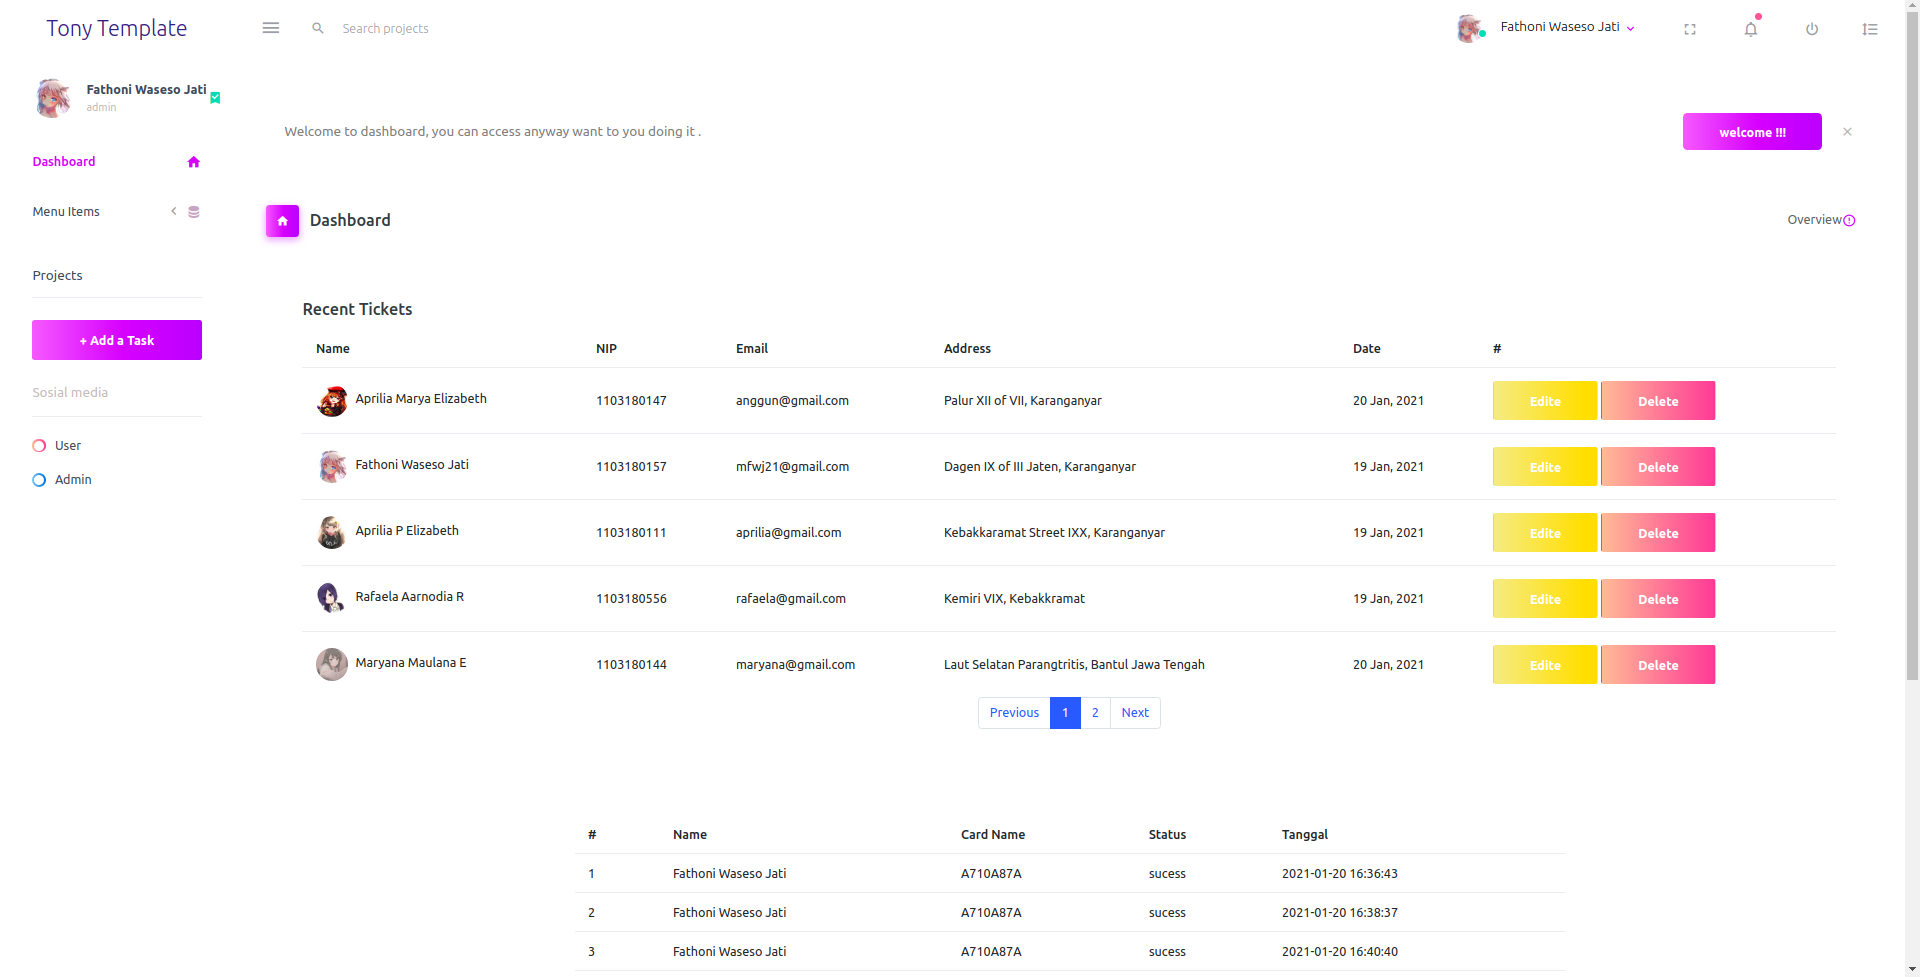 Tony Template
Search projects
Fathoni Waseso Jati
Fathoni Waseso Jati
admin
Dashboard
Menu Items
Projects
+ Add a Task
Sosial media
User
Admin
Welcome to dashboard, you can access anyway want to you doing it .
welcome !!!
Dashboard
Overview
Recent Tickets
Name NIP Email Address Date #
Aprilia Marya Elizabeth 1103180147 anggun@gmail.com Palur XII of VII, Karanganyar 20 Jan, 2021 Edite Delete
Fathoni Waseso Jati 1103180157 mfwj21@gmail.com Dagen IX of III Jaten, Karanganyar 19 Jan, 2021 Edite Delete
Aprilia P Elizabeth 1103180111 aprilia@gmail.com Kebakkaramat Street IXX, Karanganyar 19 Jan, 2021 Edite Delete
Rafaela Aarnodia R 1103180556 rafaela@gmail.com Kemiri VIX, Kebakkramat 19 Jan, 2021 Edite Delete
Maryana Maulana E 1103180144 maryana@gmail.com Laut Selatan Parangtritis, Bantul Jawa Tengah 20 Jan, 2021 Edite Delete
Previous 1 2 Next
# Name Card Name Status Tanggal
1 Fathoni Waseso Jati A710A87A sucess 2021-01-20 16:36:43
2 Fathoni Waseso Jati A710A87A sucess 2021-01-20 16:38:37
3 Fathoni Waseso Jati A710A87A sucess 2021-01-20 16:40:40